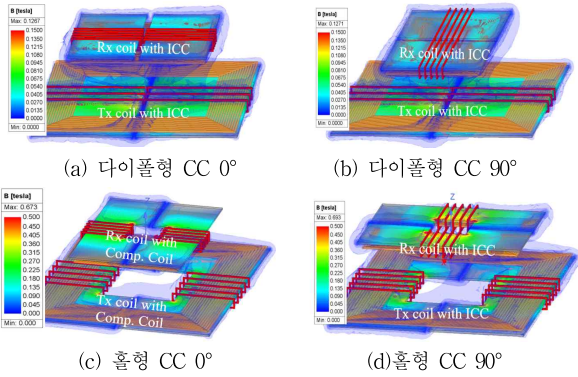 B [tesla]
Max: 0.1267
0.1500
0.1350
0.1215
0.1080
0.0945
0.0810
0.0675
0.0540
0.0405
0.0270
0.0135
0.0000
Min: 0.0000
Rx coil with ICC
Tx coil with ICC
(a) 다이폴형 CC 0°
B [tesla]
Max: 0.1271
0.1500
0.1350
0.1215
0.1080
0.0945
0.0810
0.0675
0.0540
0.0405
0.0270
0.0135
0.0000
Min: 0.0000
Rx coil with ICC
Tx coil with ICC
(b) 다이폴형 CC 90°
B [tesla]
Max: 0.673
0.500
0.450
0.405
0.360
0.315
0.270
0.225
0.180
0.135
0.090
0.045
0.000
Min: 0.000
Rx coil with
Comp. Coil
Tx coil with
Comp. Coil
(c) 홀형 CC 0°
B [tesla]
Max: 0.693
0.500
0.450
0.405
0.360
0.315
0.270
0.225
0.180
0.135
0.090
0.045
0.000
Min: 0.000
Z
Rx coil with ICC
Tx coil with ICC
(d)홀형 CC 90°